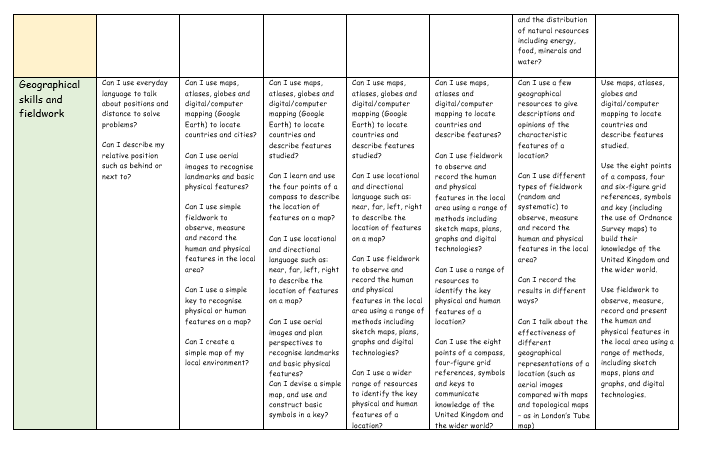 and the distribution
of natural resources
including energy,
food, minerals and
water?
Geographical
skills and
fieldwork
Can I use everyday
language to talk
about positions and
distance to solve
problems?
Can I describe my
relative position
such as behind or
next to?
Can I use maps,
atlases, globes and
digital/computer
mapping (Google
Earth) to locate
countries and cities?
Can I use aerial
images to recognise
landmarks and basic
physical features?
Can I use simple
fieldwork to
observe, measure
and record the
human and physical
features in the local
area?
Can I use a simple
key to recognise
physical or human
features on a map?
Can I create a
simple map of my
local environment?
Can I use maps,
atlases, globes and
digital/computer
mapping (Google
Earth) to locate
countries and
describe features
studied?
Can I learn and use
the four points of a
compass to describe
the location of
features on a map?
Can I use locational
and directional
language such as:
near, far, left, right
to describe the
location of features
on a map?
Can I use aerial
images and plan
perspectives to
recognise landmarks
and basic physical
features?
Can I devise a simple
map, and use and
construct basic
symbols in a key?
Can I use maps,
atlases, globes and
digital/computer
mapping (Google
Earth) to locate
countries and
describe features
studied?
Can I use locational
and directional
language such as:
near, far, left, right
to describe the
location of features
on a map?
Can I use fieldwork
to observe and
record the human
and physical
features in the local
area using a range of
methods including
sketch maps, plans,
graphs and digital
technologies?
Can I use a wider
range of resources
to identify the key
physical and human
features of a
location?
Can I use maps,
atlases, globes and
digital/computer
mapping to locate
countries and
describe features?
Can I use fieldwork
to observe and
record the human
and physical
features in the local
area using a range of
methods including
sketch maps, plans,
graphs and digital
technologies?
Can I use a range of
resources to
identify the key
physical and human
features of a
location?
Can I use the eight
points of a compass,
four-figure grid
references, symbols
and keys to
communicate
knowledge of the
United Kingdom and
the wider world?
Can I use a few
geographical
resources to give
descriptions and
opinions of the
characteristic
features of a
location?
Can I use different
types of fieldwork
(random and
systematic) to
observe, measure
and record the
human and physical
features in the local
area?
Can I record the
results in different
ways?
Can I talk about the
effectiveness of
different
geographical
representations of a
location (such as
aerial images
compared with maps
and topological maps
– as in London's Tube
map)
Use maps, atlases,
globes and
digital/computer
mapping to locate
countries and
describe features
studied.
Use the eight points
of a compass, four
and six-figure grid
references, symbols
and key (including
the use of Ordnance
Survey maps) to
build their
knowledge of the
United Kingdom and
the wider world.
Use fieldwork to
observe, measure,
record and present
the human and
physical features in
the local area using a
range of methods,
including sketch
maps, plans and
graphs, and digital
technologies.